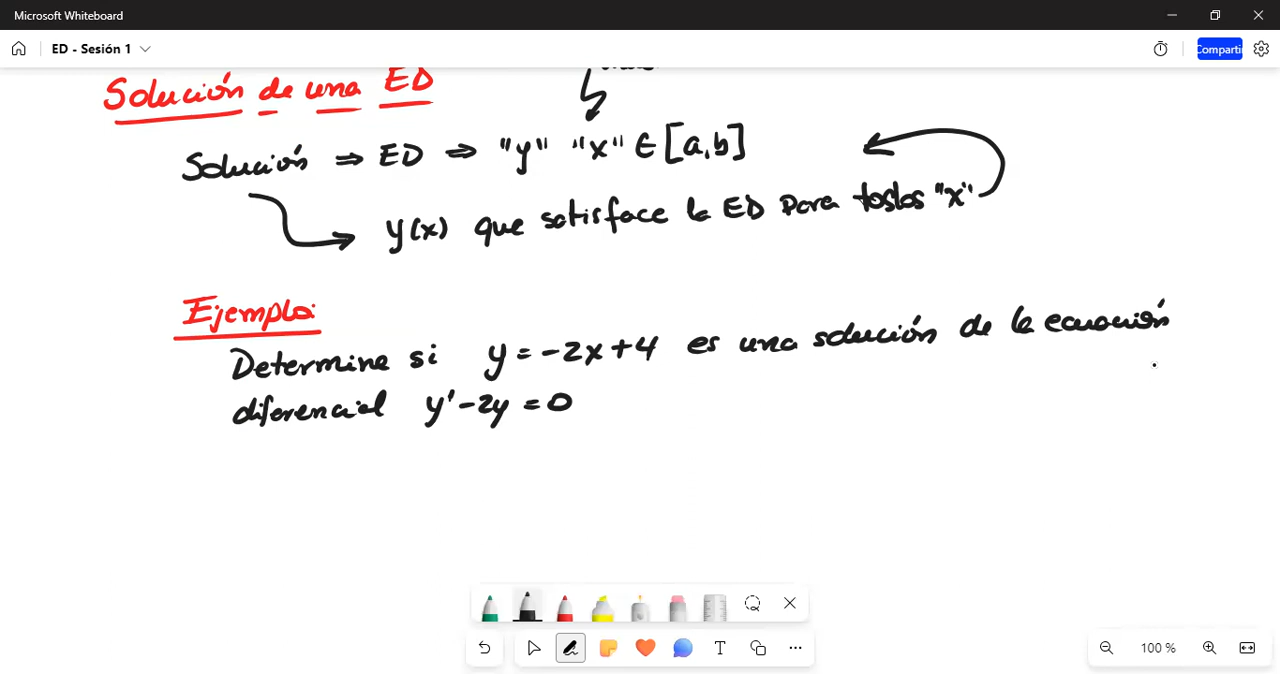 Microsoft Whiteboard
ED - Sesión 1
Compartir
Solución de una ED
Solución ⇒ ED ⇒ "y" "x" ∈ [a,b]
y(x) que satisface la ED para todos "x"
Ejemplo
Determine si y = -2x + 4 es una solución de la ecuación
diferencial y' - 2y = 0
100 %